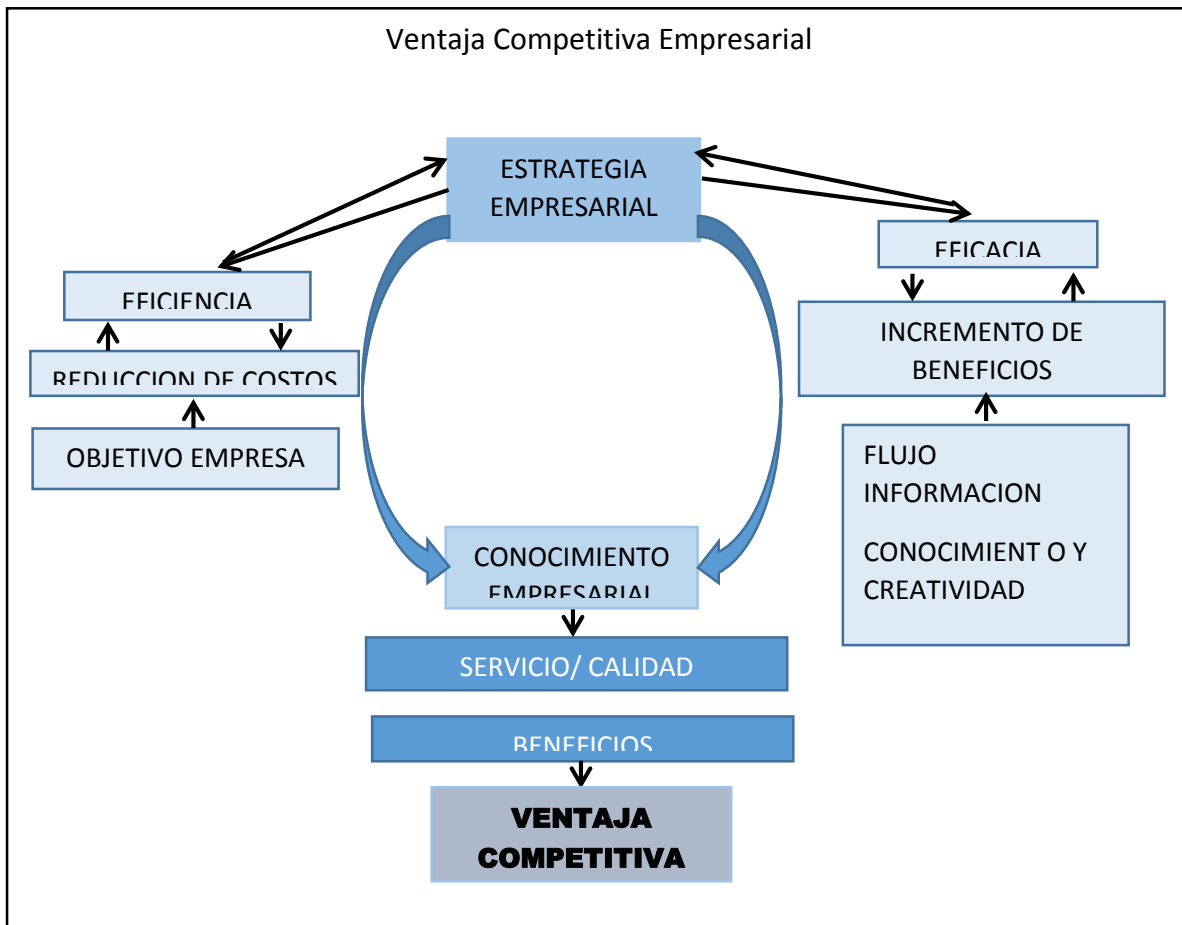 Ventaja Competitiva Empresarial
ESTRATEGIA
EMPRESARIAL
EFICACIA
EFICIENCIA
INCREMENTO DE
BENEFICIOS
REDUCCION DE COSTOS
OBJETIVO EMPRESA
FLUJO
INFORMACION
CONOCIMIENT O Y
CREATIVIDAD
CONOCIMIENTO
EMPRESARIAL
SERVICIO/ CALIDAD
BENEFICIOS
VENTAJA
COMPETITIVA